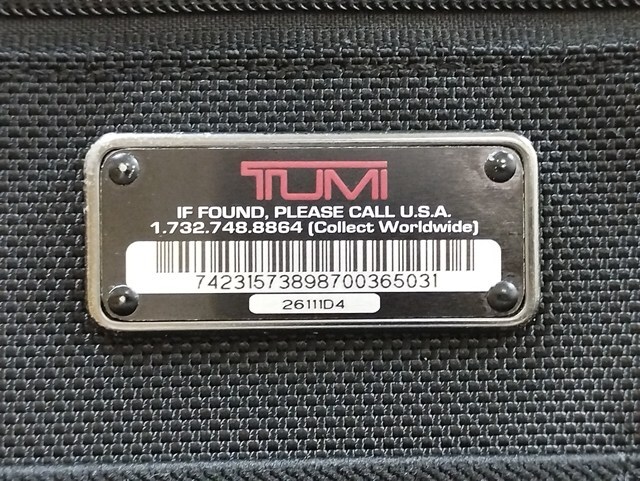 TUMI
IF FOUND, PLEASE CALL U.S.A.
1.732.748.8864 (Collect Worldwide)
74231573898700365031
26111D4